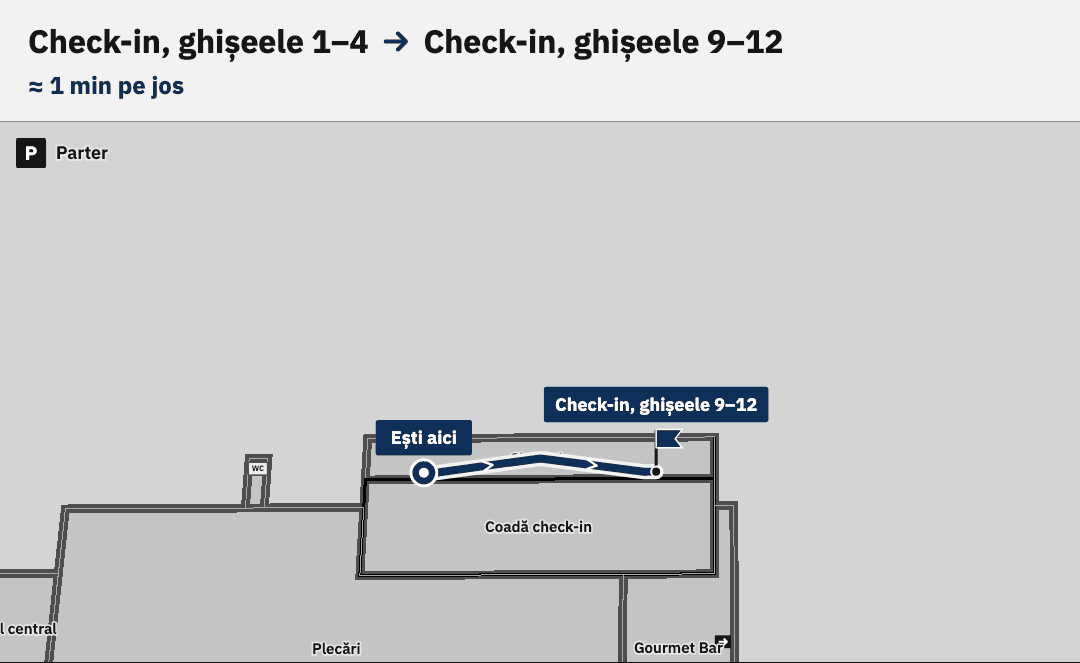 Check-in, ghișeele 1–4 → Check-in, ghișeele 9–12
≈ 1 min pe jos
P Parter
Check-in, ghișeele 9–12
Ești aici
WC
Coadă check-in
l central
Plecări
Gourmet Bar